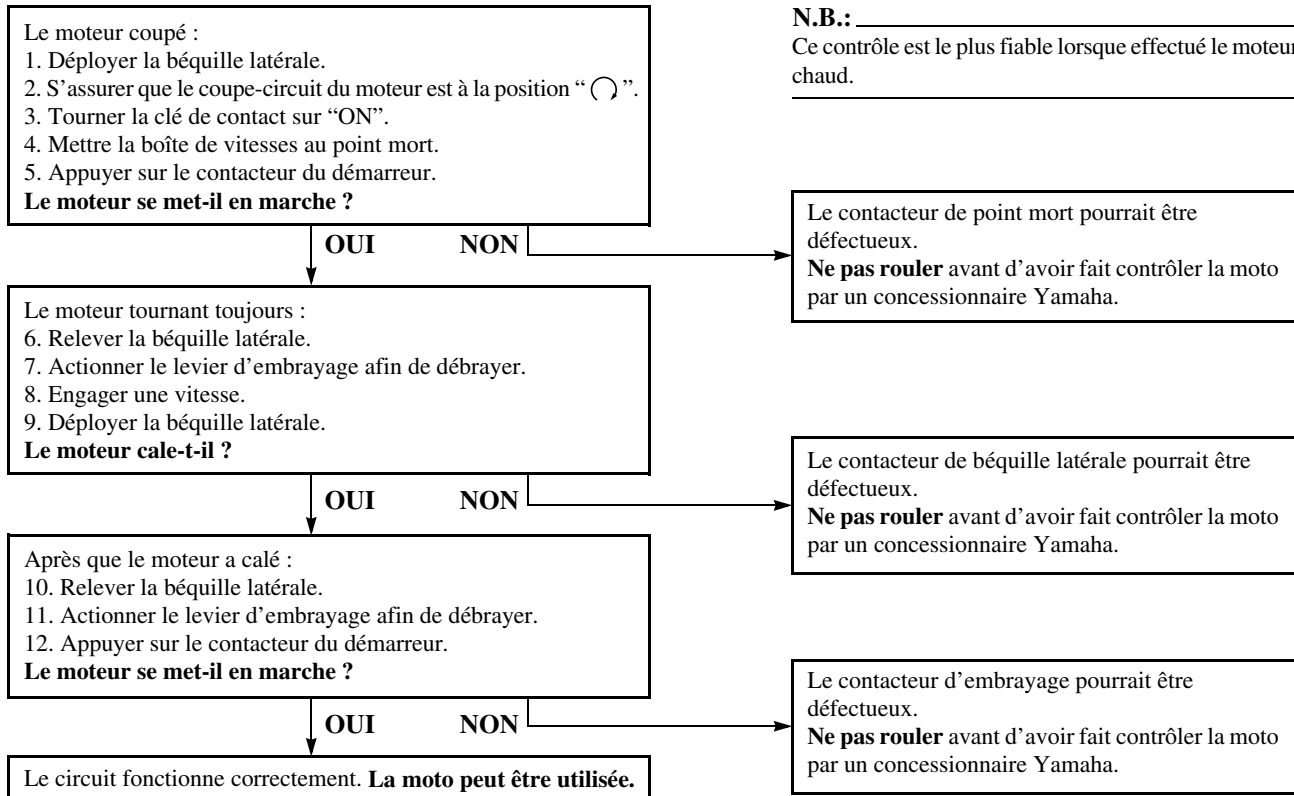 Le moteur coupé :
1. Déployer la béquille latérale.
2. S’assurer que le coupe-circuit du moteur est à la position “ ”.
3. Tourner la clé de contact sur “ON”.
4. Mettre la boîte de vitesses au point mort.
5. Appuyer sur le contacteur du démarreur.
Le moteur se met-il en marche ?
N.B.:
Ce contrôle est le plus fiable lorsque effectué le moteur
chaud.
OUI NON
Le contacteur de point mort pourrait être
défectueux.
Ne pas rouler avant d’avoir fait contrôler la moto
par un concessionnaire Yamaha.
Le moteur tournant toujours :
6. Relever la béquille latérale.
7. Actionner le levier d’embrayage afin de débrayer.
8. Engager une vitesse.
9. Déployer la béquille latérale.
Le moteur cale-t-il ?
OUI NON
Le contacteur de béquille latérale pourrait être
défectueux.
Ne pas rouler avant d’avoir fait contrôler la moto
par un concessionnaire Yamaha.
Après que le moteur a calé :
10. Relever la béquille latérale.
11. Actionner le levier d’embrayage afin de débrayer.
12. Appuyer sur le contacteur du démarreur.
Le moteur se met-il en marche ?
OUI NON
Le contacteur d’embrayage pourrait être
défectueux.
Ne pas rouler avant d’avoir fait contrôler la moto
par un concessionnaire Yamaha.
Le circuit fonctionne correctement. La moto peut être utilisée.